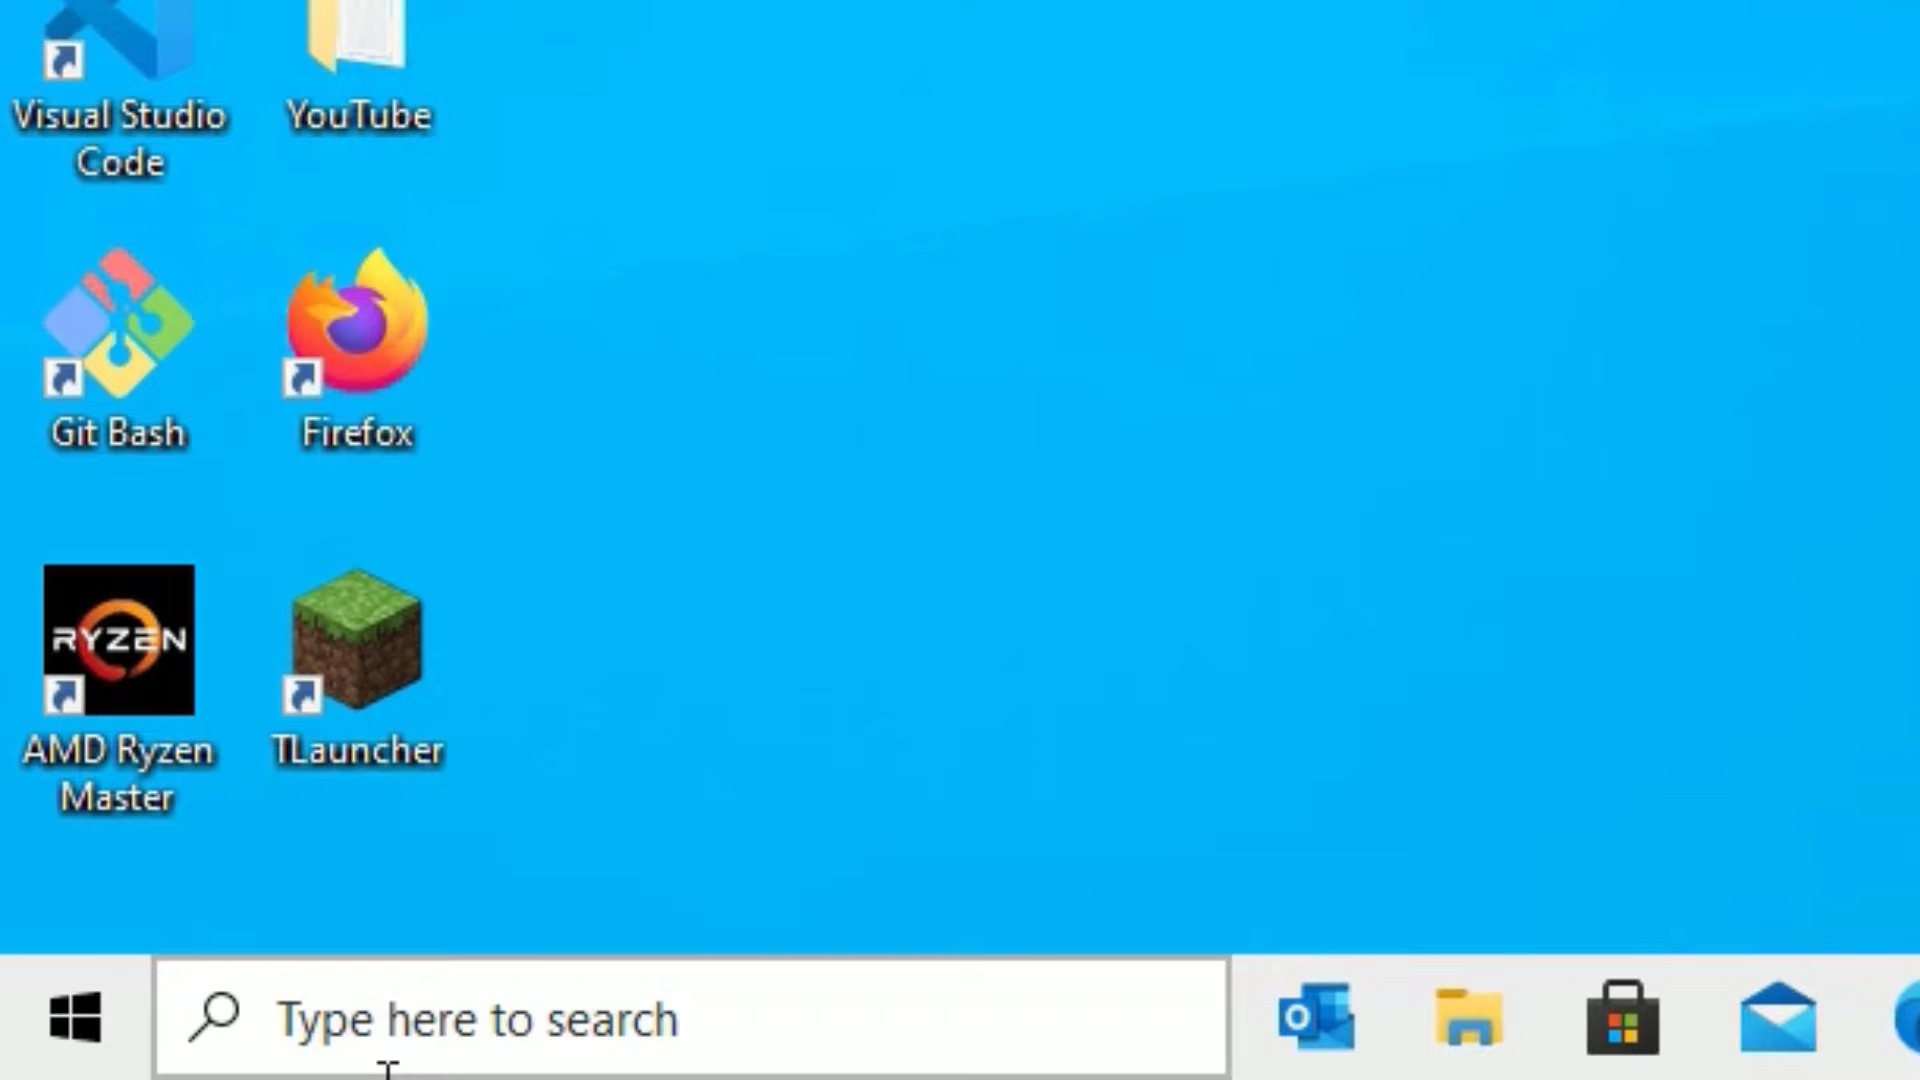 Visual Studio
Code
YouTube
Git Bash
Firefox
RYZEN
AMD Ryzen
Master
TLauncher
Type here to search